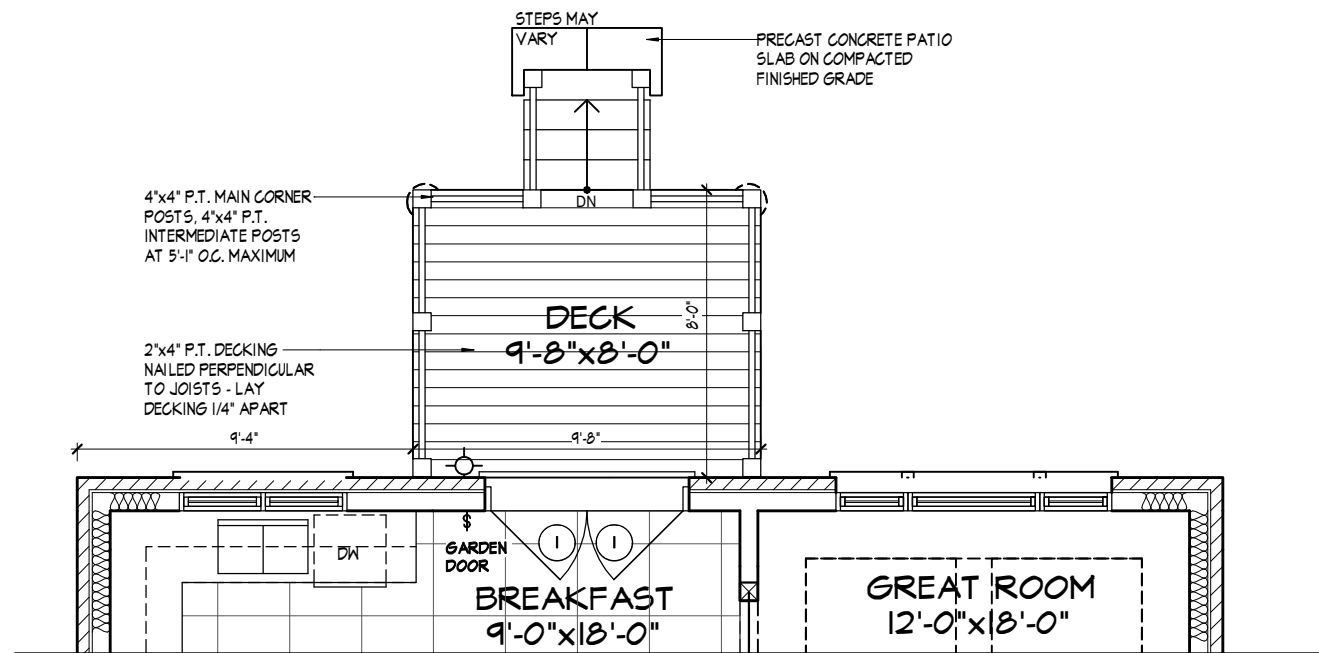 STEPS MAY
VARY
PRECAST CONCRETE PATIO
SLAB ON COMPACTED
FINISHED GRADE
4"x4" P.T. MAIN CORNER
POSTS, 4"x4" P.T.
INTERMEDIATE POSTS
AT 5'-1" O.C. MAXIMUM
DN
DECK
9'-8"x8'-0"
8'-0"
2"x4" P.T. DECKING
NAILED PERPENDICULAR
TO JOISTS - LAY
DECKING 1/4" APART
9'-4"
9'-8"
$
GARDEN
DOOR
1
1
DW
BREAKFAST
9'-0"x18'-0"
GREAT ROOM
12'-0"x18'-0"